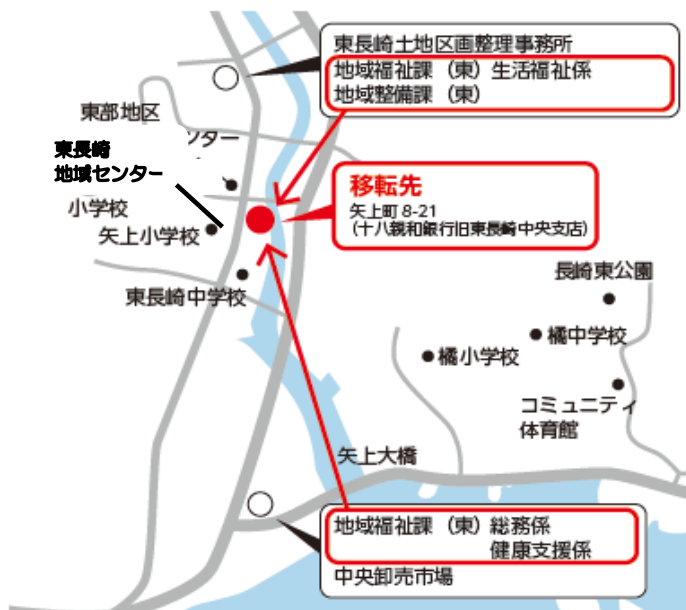 東長崎土地区画整理事務所
地域福祉課（東）生活福祉係
地域整備課（東）
東部地区
ンター
東長崎
地域センター
小学校
矢上小学校
東長崎中学校
移転先
矢上町 8-21
（十八親和銀行旧東長崎中央支店）
長崎東公園
橘中学校
橘小学校
コミュニティ
体育館
矢上大橋
地域福祉課（東）総務係
健康支援係
中央卸売市場